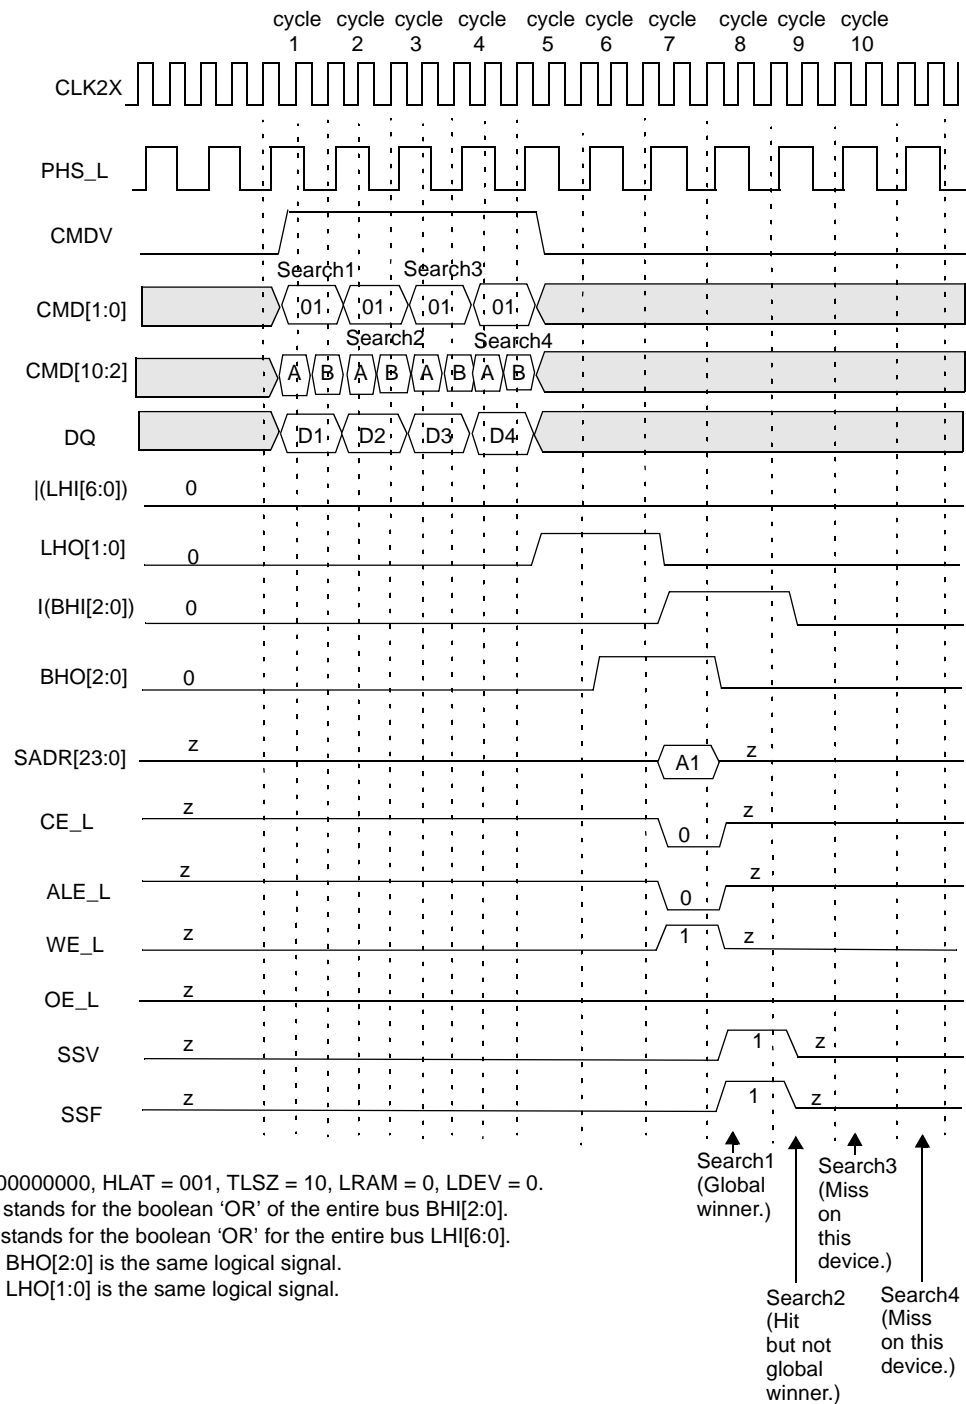 cycle cycle cycle cycle cycle cycle cycle cycle cycle cycle
1 2 3 4 5 6 7 8 9 10
CLK2X
PHS_L
CMDV
Search1 Search3
CMD[1:0] 01 01 01 01
Search2 Search4
CMD[10:2] A B A B A B A B
DQ D1 D2 D3 D4
|(LHI[6:0]) 0
LHO[1:0] 0
I(BHI[2:0]) 0
BHO[2:0] 0
SADR[23:0] z A1 z
CE_L z 0 z
ALE_L z 0 z
WE_L z 1 z
OE_L z
SSV z 1 z
SSF z 1 z
Search1
(Global
winner.)
Search3
(Miss
on
this
device.)
Search2
(Hit
but not
global
winner.)
Search4
(Miss
on this
device.)
00000000, HLAT = 001, TLSZ = 10, LRAM = 0, LDEV = 0.
stands for the boolean ‘OR’ of the entire bus BHI[2:0].
stands for the boolean ‘OR’ for the entire bus LHI[6:0].
BHO[2:0] is the same logical signal.
LHO[1:0] is the same logical signal.